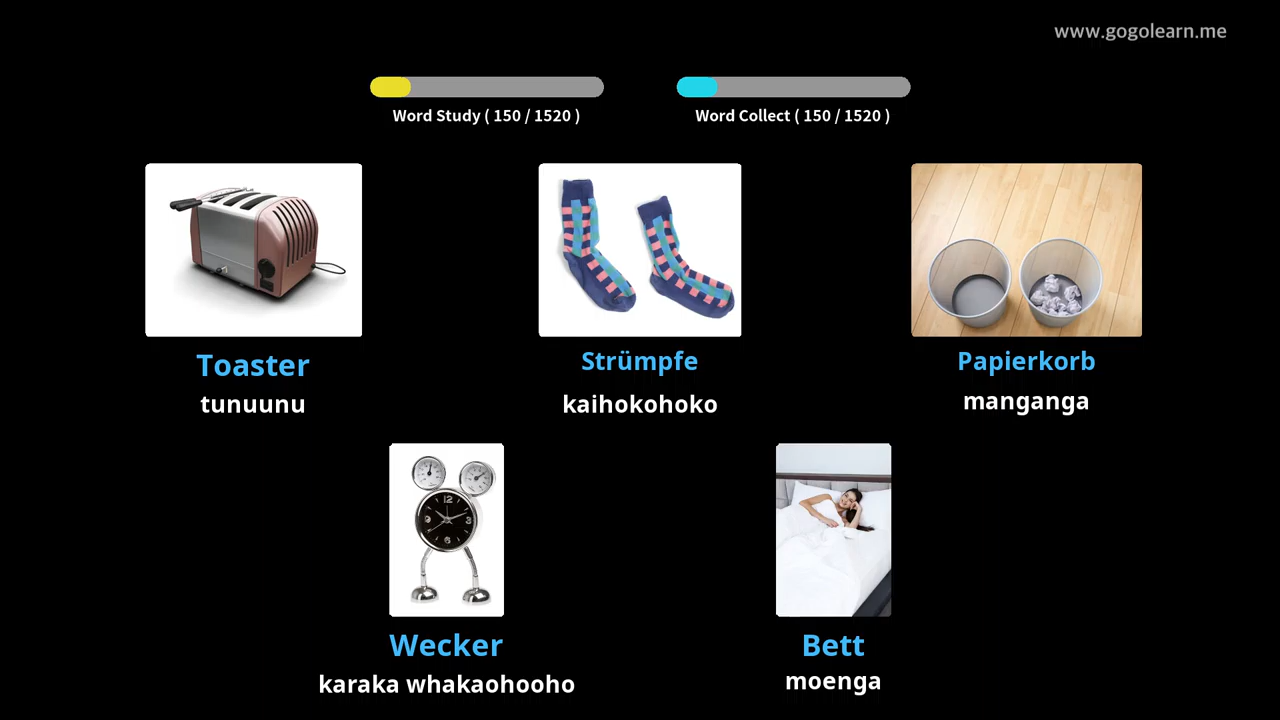 www.gogolearn.me
Word Study ( 150 / 1520 )
Word Collect ( 150 / 1520 )
Toaster
tunuunu
Strümpfe
kaihokohoko
Papierkorb
manganga
Wecker
karaka whakaohooho
Bett
moenga